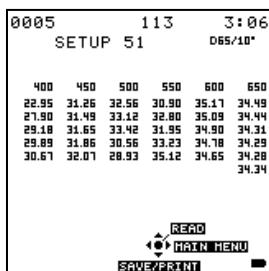 0005 113 3:06
SETUP 51 D65/10°
400 450 500 550 600 650
22.95 31.26 32.56 30.90 35.17 34.49
27.90 31.49 33.12 32.80 35.09 34.44
29.18 31.65 33.42 31.95 34.90 34.31
29.89 31.86 30.56 33.23 34.78 34.29
30.67 32.07 28.93 35.12 34.65 34.28
34.34
READ
MAIN MENU
SAVE/PRINT